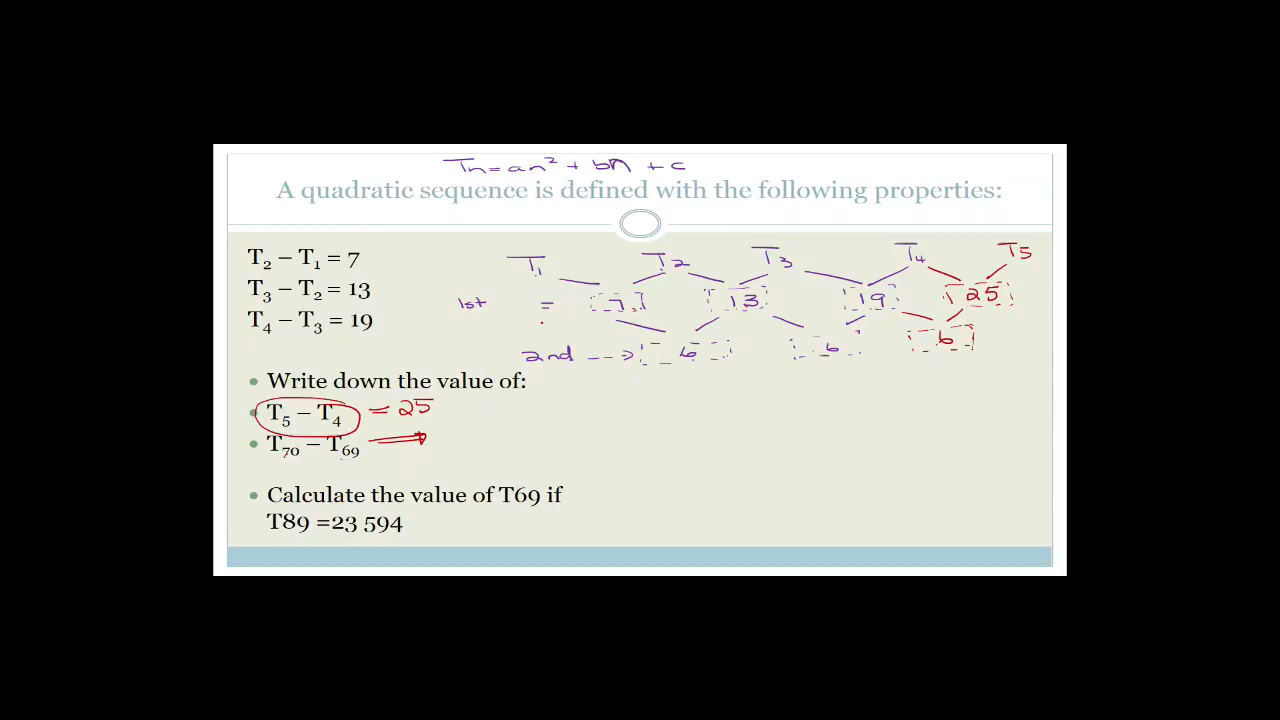 Tn = an² + bn + c
A quadratic sequence is defined with the following properties:
T₂ – T₁ = 7
T₃ – T₂ = 13
T₄ – T₃ = 19
T₁ T₂ T₃ T₄ T₅
1st = 7 13 19 25
2nd ---> 6 6 6
• Write down the value of:
• T₅ – T₄ = 25
• T₇₀ – T₆₉ →
• Calculate the value of T69 if
T89 =23 594